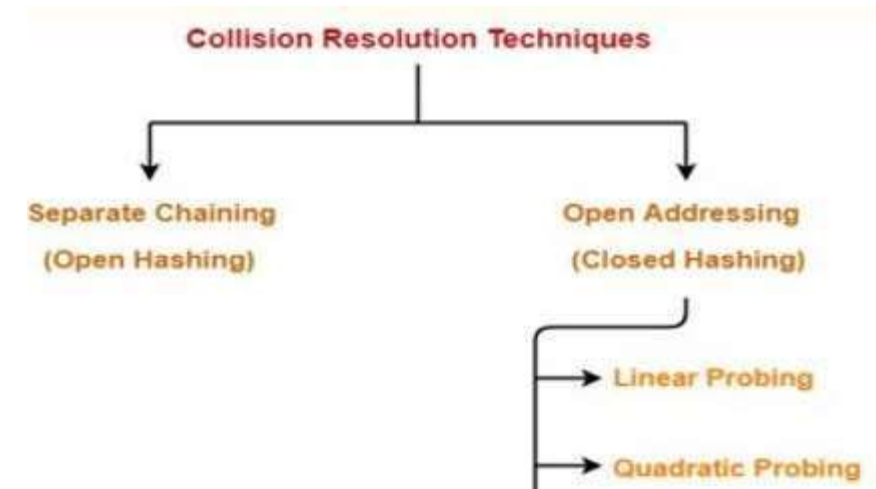 Collision Resolution Techniques
Separate Chaining
(Open Hashing)
Open Addressing
(Closed Hashing)
Linear Probing
Quadratic Probing